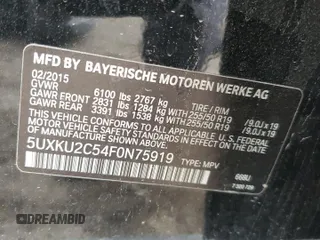 MFD BY BAYERISCHE MOTOREN WERKE AG
02/2015
GVWR 6100 lbs 2767 kg TIRE / RIM
GAWR FRONT 2831 lbs 1284 kg WITH 255/50 R19 /9.0J x 19
GAWR REAR 3391 lbs 1538 kg WITH 255/50 R19 /9.0J x 19
THIS VEHICLE CONFORMS TO ALL APPLICABLE
U.S. FEDERAL MOTOR VEHICLE SAFETY
STANDARDS IN EFFECT ON THE DATE OF
MANUFACTURE SHOWN ABOVE.
5UXKU2C54F0N75919
TYPE: MPV
DREAMBID